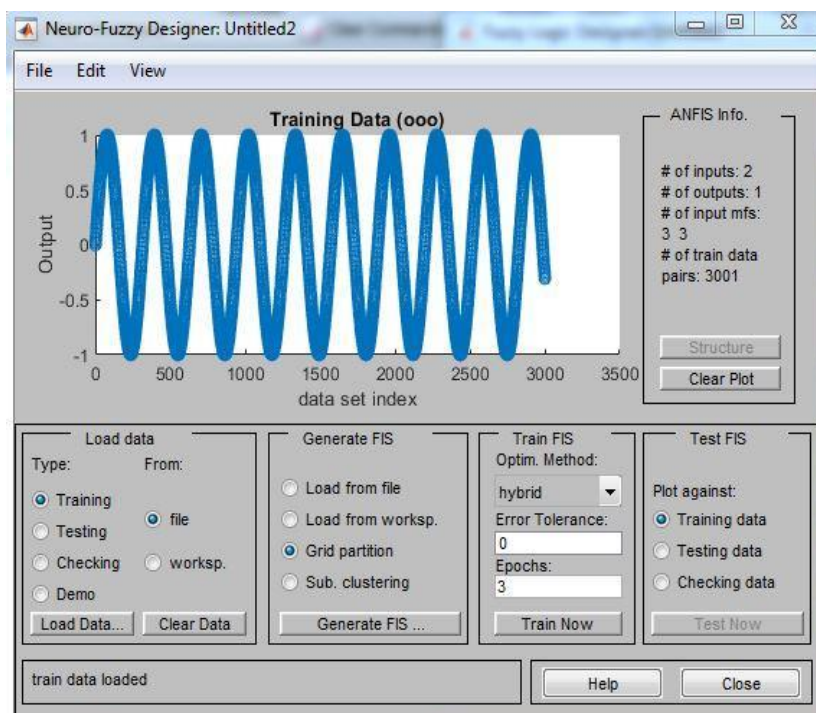 Neuro-Fuzzy Designer: Untitled2
File Edit View
Training Data (ooo)
1
0.5
0
-0.5
-1
Output
0 500 1000 1500 2000 2500 3000 3500
data set index
ANFIS Info.
# of inputs: 2
# of outputs: 1
# of input mfs:
3 3
# of train data
pairs: 3001
Structure
Clear Plot
Load data
Type: From:
Training
Testing
Checking
Demo
file
worksp.
Load Data... Clear Data
Generate FIS
Load from file
Load from worksp.
Grid partition
Sub. clustering
Generate FIS ...
Train FIS
Optim. Method:
hybrid
Error Tolerance:
0
Epochs:
3
Train Now
Test FIS
Plot against:
Training data
Testing data
Checking data
Test Now
train data loaded
Help Close